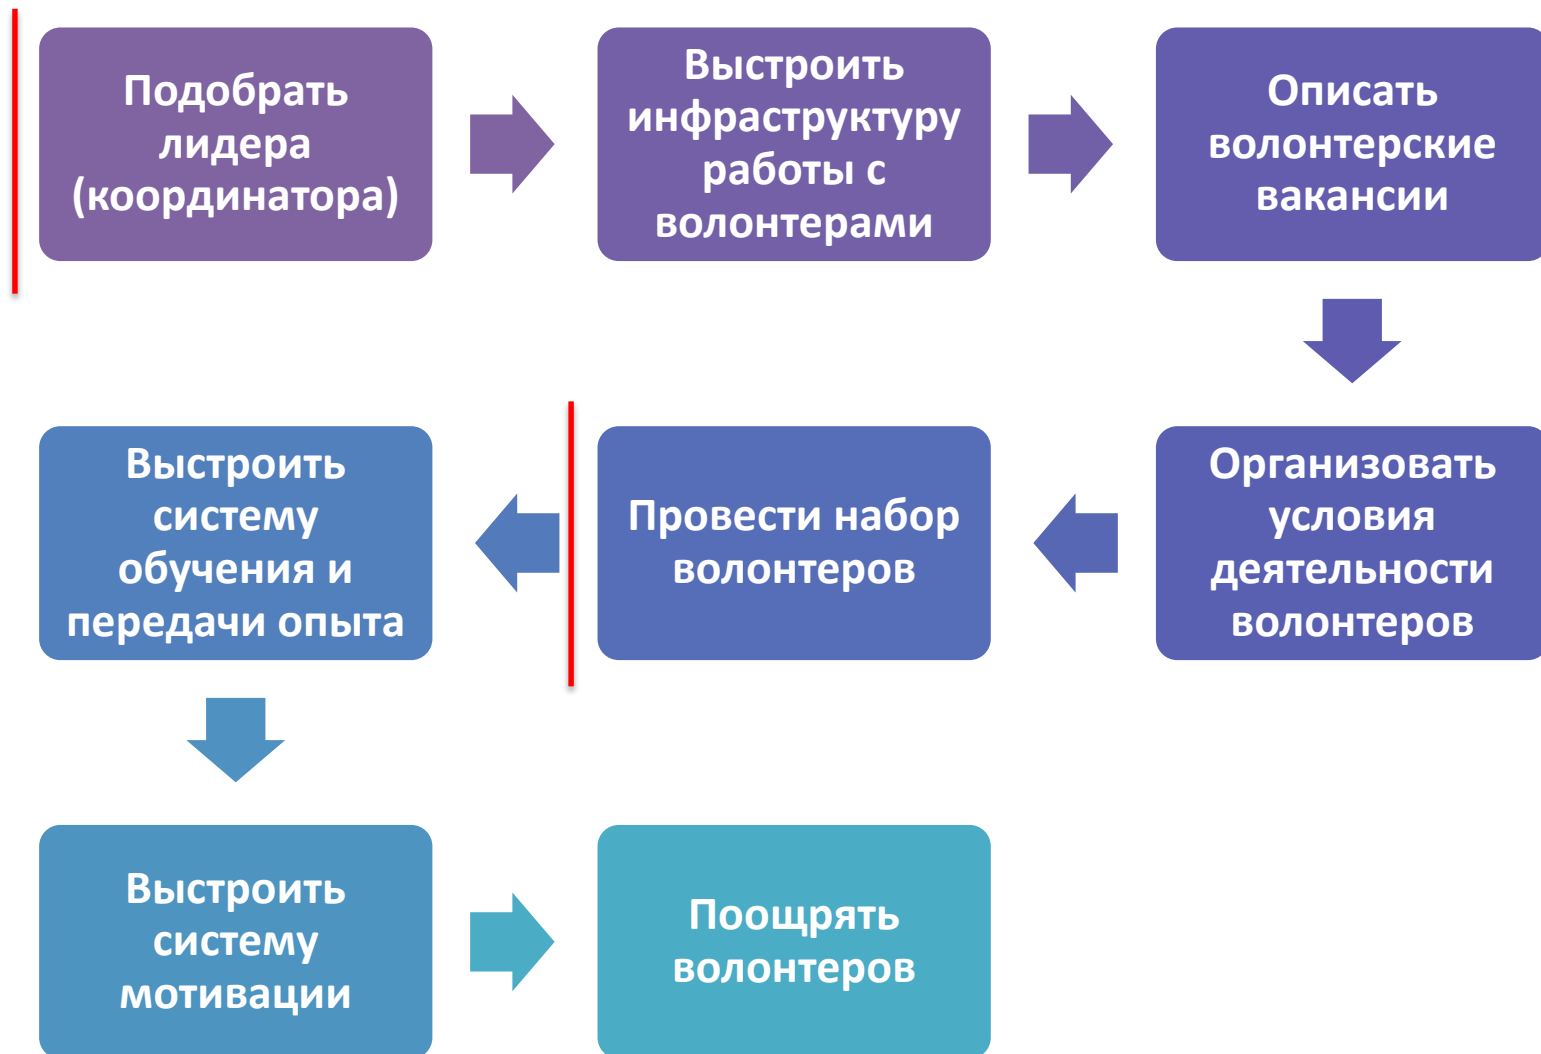 Подобрать
лидера
(координатора)
Выстроить
инфраструктуру
работы с
волонтерами
Описать
волонтерские
вакансии
Организовать
условия
деятельности
волонтеров
Провести набор
волонтеров
Выстроить
систему
обучения и
передачи опыта
Выстроить
систему
мотивации
Поощрять
волонтеров